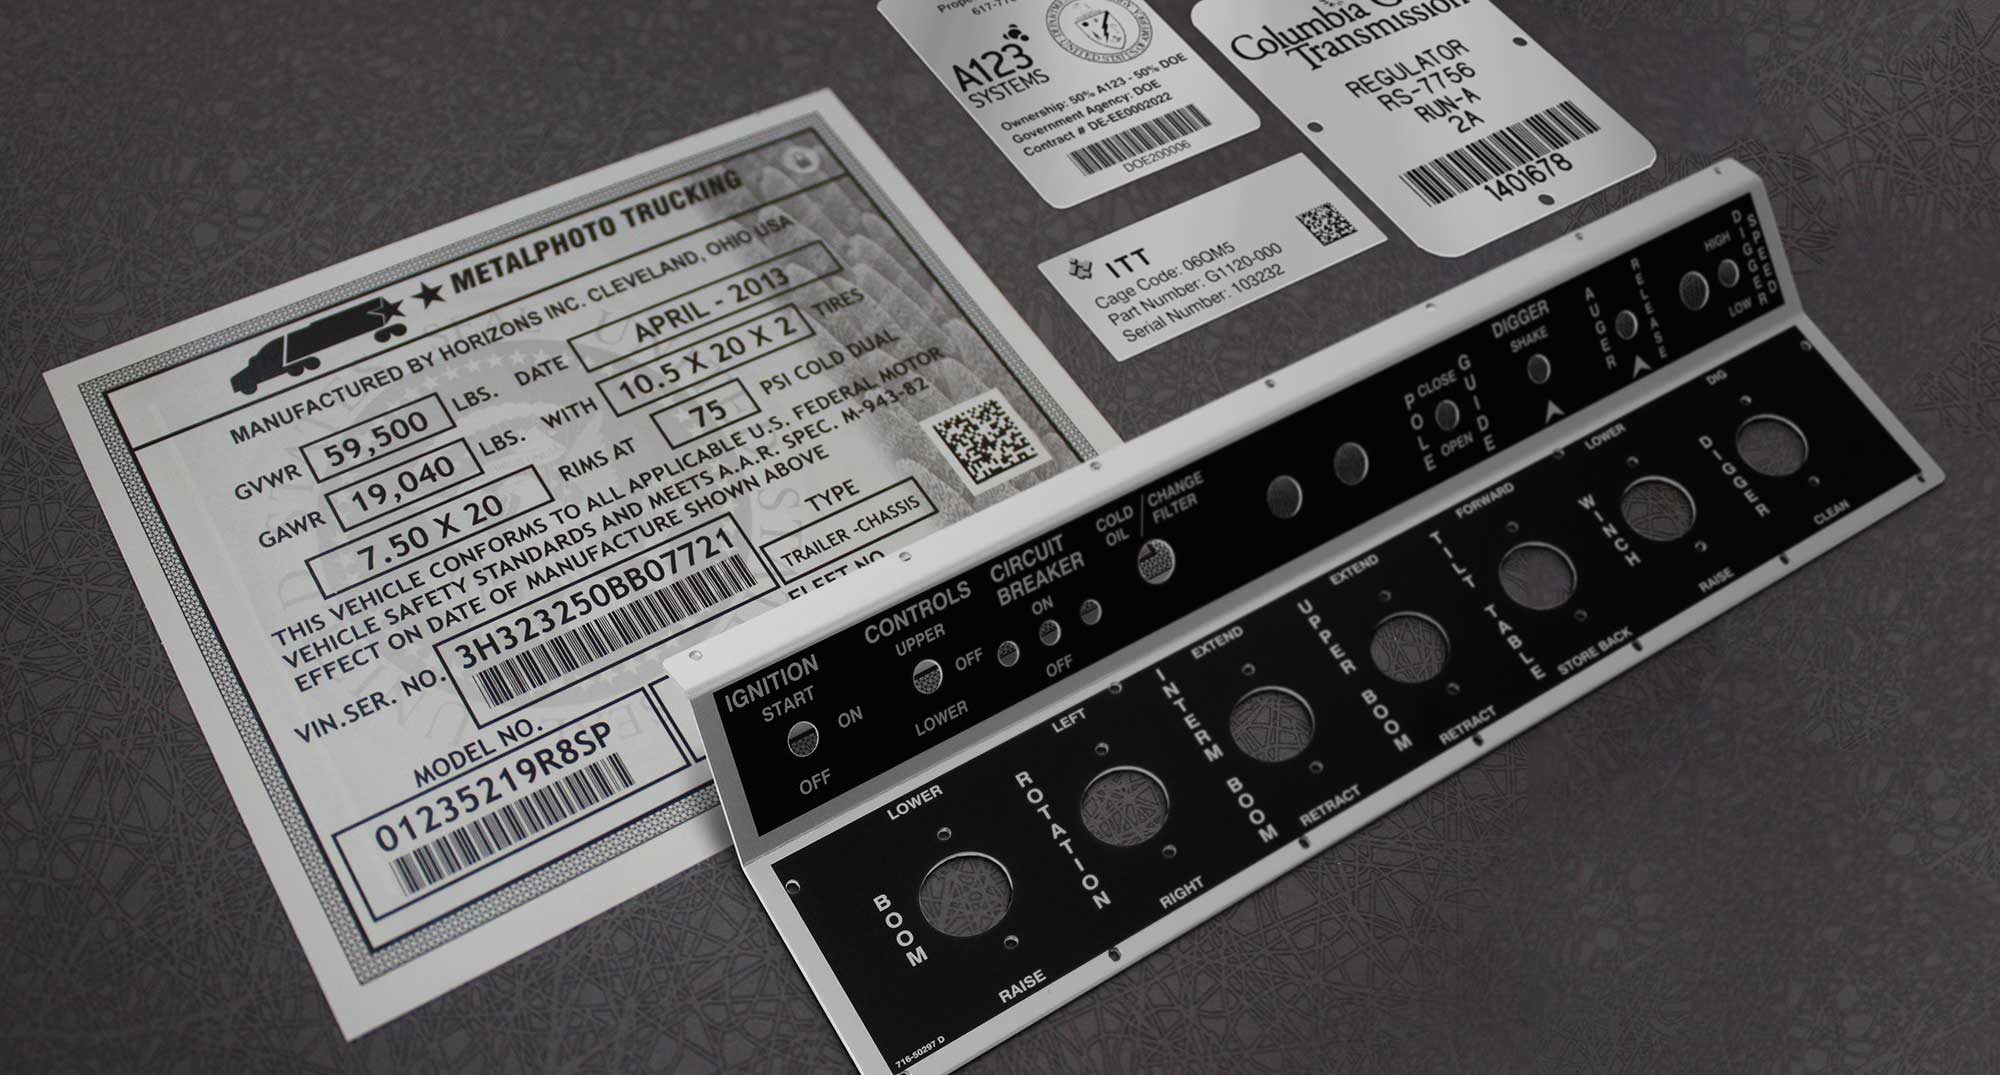 METALPHOTO TRUCKING
MANUFACTURED BY HORIZONS INC. CLEVELAND, OHIO USA
GVWR 59,500 LBS. DATE APRIL - 2013
GAWR 19,040 LBS. WITH 10.5 X 20 X 2 TIRES
7.50 X 20 RIMS AT 75 PSI COLD DUAL
THIS VEHICLE CONFORMS TO ALL APPLICABLE U.S. FEDERAL MOTOR
VEHICLE SAFETY STANDARDS AND MEETS A.A.R. SPEC. M-943-82
EFFECT ON DATE OF MANUFACTURE SHOWN ABOVE
VIN.SER. NO. 3H323250BB07721
TYPE
TRAILER -CHASSIS
FLEET NO.
MODEL NO.
01235219R8SP
617-77
A123
SYSTEMS
Ownership: 50% A123 - 50% DOE
Government Agency: DOE
Contract # DE-EE0002022
DOE200006
Columbia
Transmission
REGULATOR
RS-7756
RUN-A
2A
1401678
ITT
Cage Code: 06QM5
Part Number: G1120-000
Serial Number: 103232
IGNITION
START
ON
OFF
CONTROLS
UPPER
OFF
LOWER
CIRCUIT
BREAKER
ON
OFF
COLD
OIL
CHANGE
FILTER
POLE
GUIDE
CLOSE
OPEN
DIGGER
SHAKE
AUGER
RELEASE
HIGH
LOW
DIGGER
SPEED
LOWER
BOOM
RAISE
LEFT
ROTATION
RIGHT
EXTEND
INTERM BOOM
RETRACT
EXTEND
UPPER BOOM
RETRACT
FORWARD
TILT TABLE
STORE BACK
LOWER
WINCH
RAISE
DIG
DIGGER
CLEAN
716-50297 D